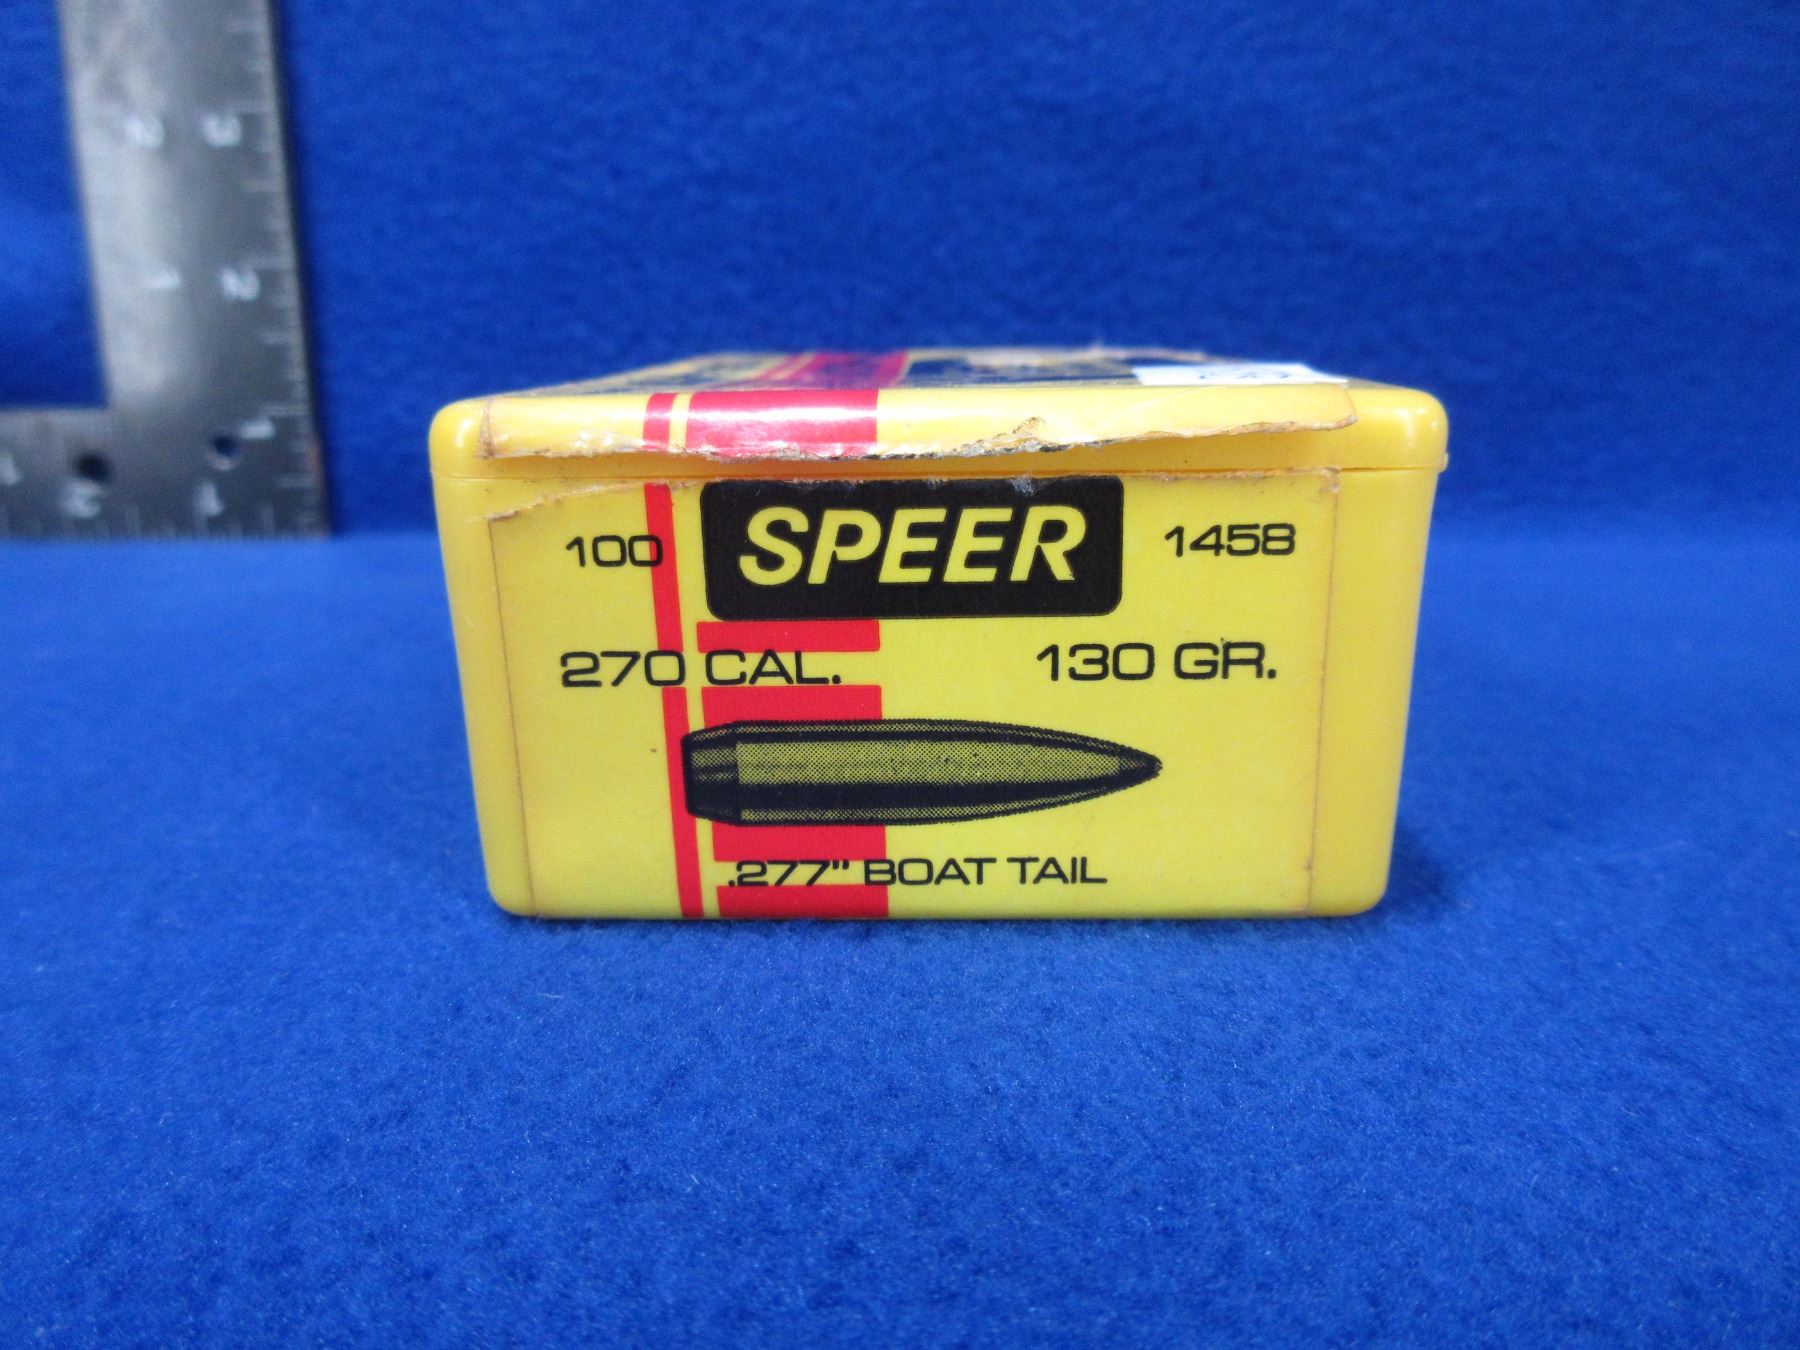 100 SPEER 1458
270 CAL. 130 GR.
.277" BOAT TAIL